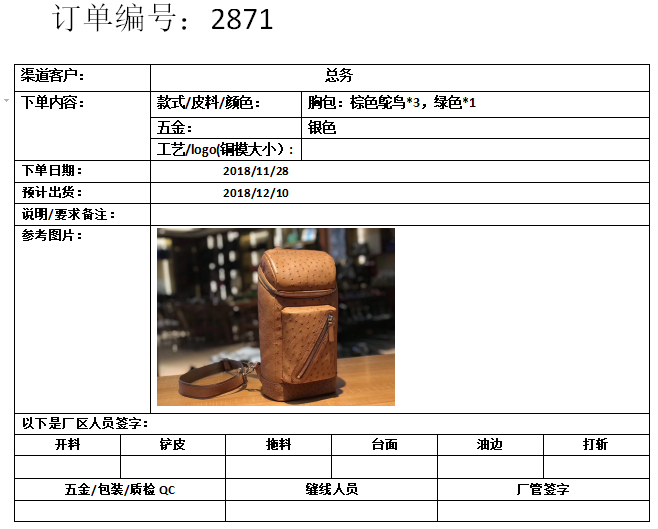 订单编号：2871
渠道客户： 总务
下单内容： 款式/皮料/颜色： 胸包：棕色鸵鸟*3，绿色*1
五金： 银色
工艺/logo(铜模大小）:
下单日期： 2018/11/28
预计出货： 2018/12/10
说明/要求备注：
参考图片：
以下是厂区人员签字：
开料 铲皮 拖料 台面 油边 打斩
五金/包装/质检 QC 缝线人员 厂管签字